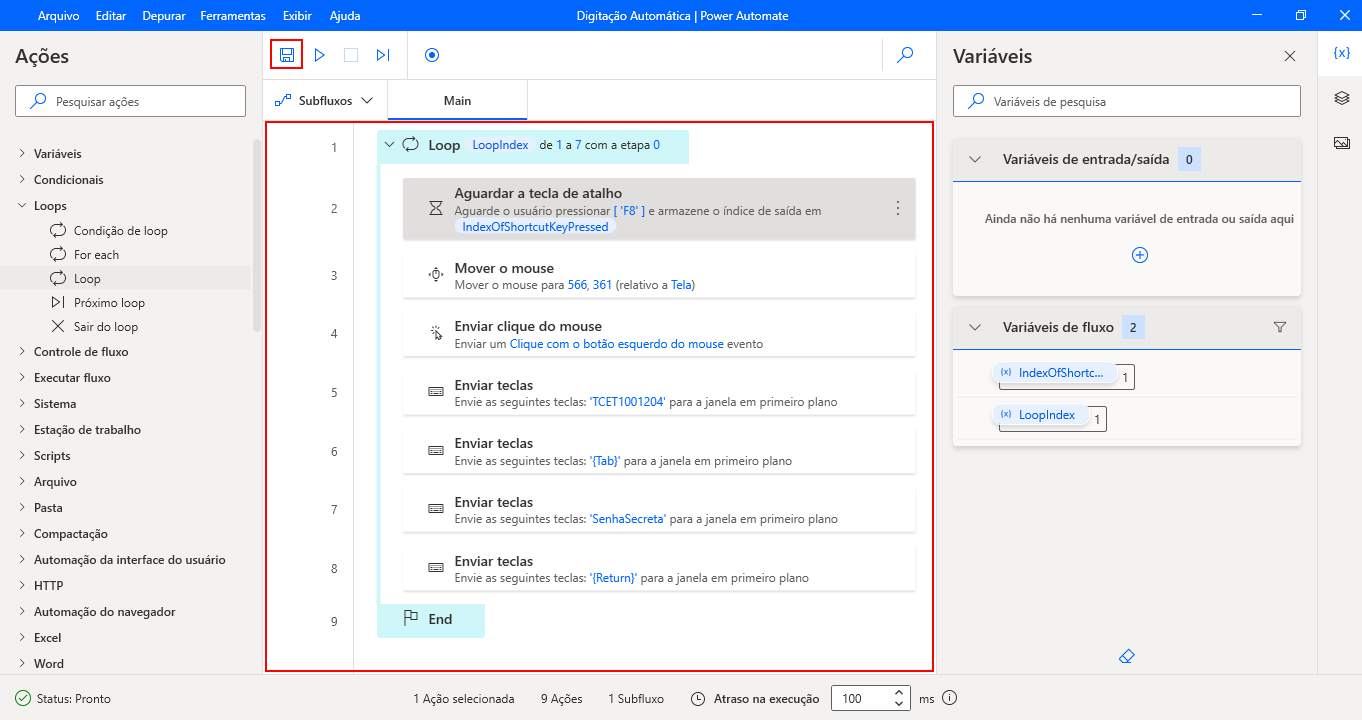 Arquivo Editar Depurar Ferramentas Exibir Ajuda
Digitação Automática | Power Automate
Ações
Pesquisar ações
Variáveis
Condicionais
Loops
Condição de loop
For each
Loop
Próximo loop
Sair do loop
Controle de fluxo
Executar fluxo
Sistema
Estação de trabalho
Scripts
Arquivo
Pasta
Compactação
Automação da interface do usuário
HTTP
Automação do navegador
Excel
Word
Subfluxos
Main
1
Loop LoopIndex de 1 a 7 com a etapa 0
2
Aguardar a tecla de atalho
Aguarde o usuário pressionar [ 'F8' ] e armazene o índice de saída em
IndexOfShortcutKeyPressed
3
Mover o mouse
Mover o mouse para 566, 361 (relativo a Tela)
4
Enviar clique do mouse
Enviar um Clique com o botão esquerdo do mouse evento
5
Enviar teclas
Envie as seguintes teclas: 'TCET1001204' para a janela em primeiro plano
6
Enviar teclas
Envie as seguintes teclas: '{Tab}' para a janela em primeiro plano
7
Enviar teclas
Envie as seguintes teclas: 'SenhaSecreta' para a janela em primeiro plano
8
Enviar teclas
Envie as seguintes teclas: '{Return}' para a janela em primeiro plano
9
End
Variáveis
{x}
Variáveis de pesquisa
Variáveis de entrada/saída 0
Ainda não há nenhuma variável de entrada ou saída aqui
Variáveis de fluxo 2
(x) IndexOfShortc... 1
(x) LoopIndex 1
Status: Pronto
1 Ação selecionada 9 Ações 1 Subfluxo Atraso na execução 100 ms